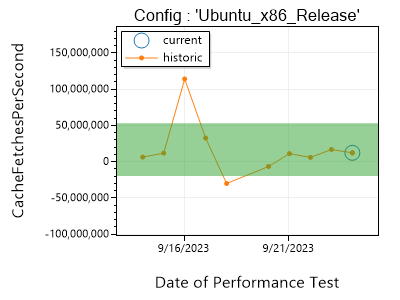 Config : 'Ubuntu_x86_Release'
current
historic
CacheFetchesPerSecond
150,000,000
100,000,000
50,000,000
0
-50,000,000
-100,000,000
9/16/2023
9/21/2023
Date of Performance Test